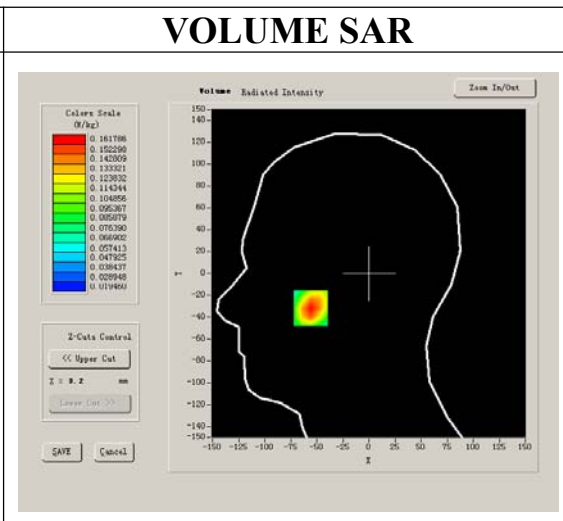 VOLUME SAR
Volume Radiated Intensity
Zoom In/Out
Colors Scale
(W/kg)
0.161786
0.152298
0.142809
0.133321
0.123832
0.114344
0.104856
0.095367
0.085879
0.076390
0.066902
0.057413
0.047925
0.038437
0.028948
0.019460
Z-Cuts Control
<< Upper Cut
mm
Lower Cut >>
SAVE
Cancel
150
140
120
100
80
60
40
20
0
-20
-40
-60
-80
-100
-120
-140
-150
-150 -125 -100 -75 -50 -25 0 25 50 75 100 125 150
X